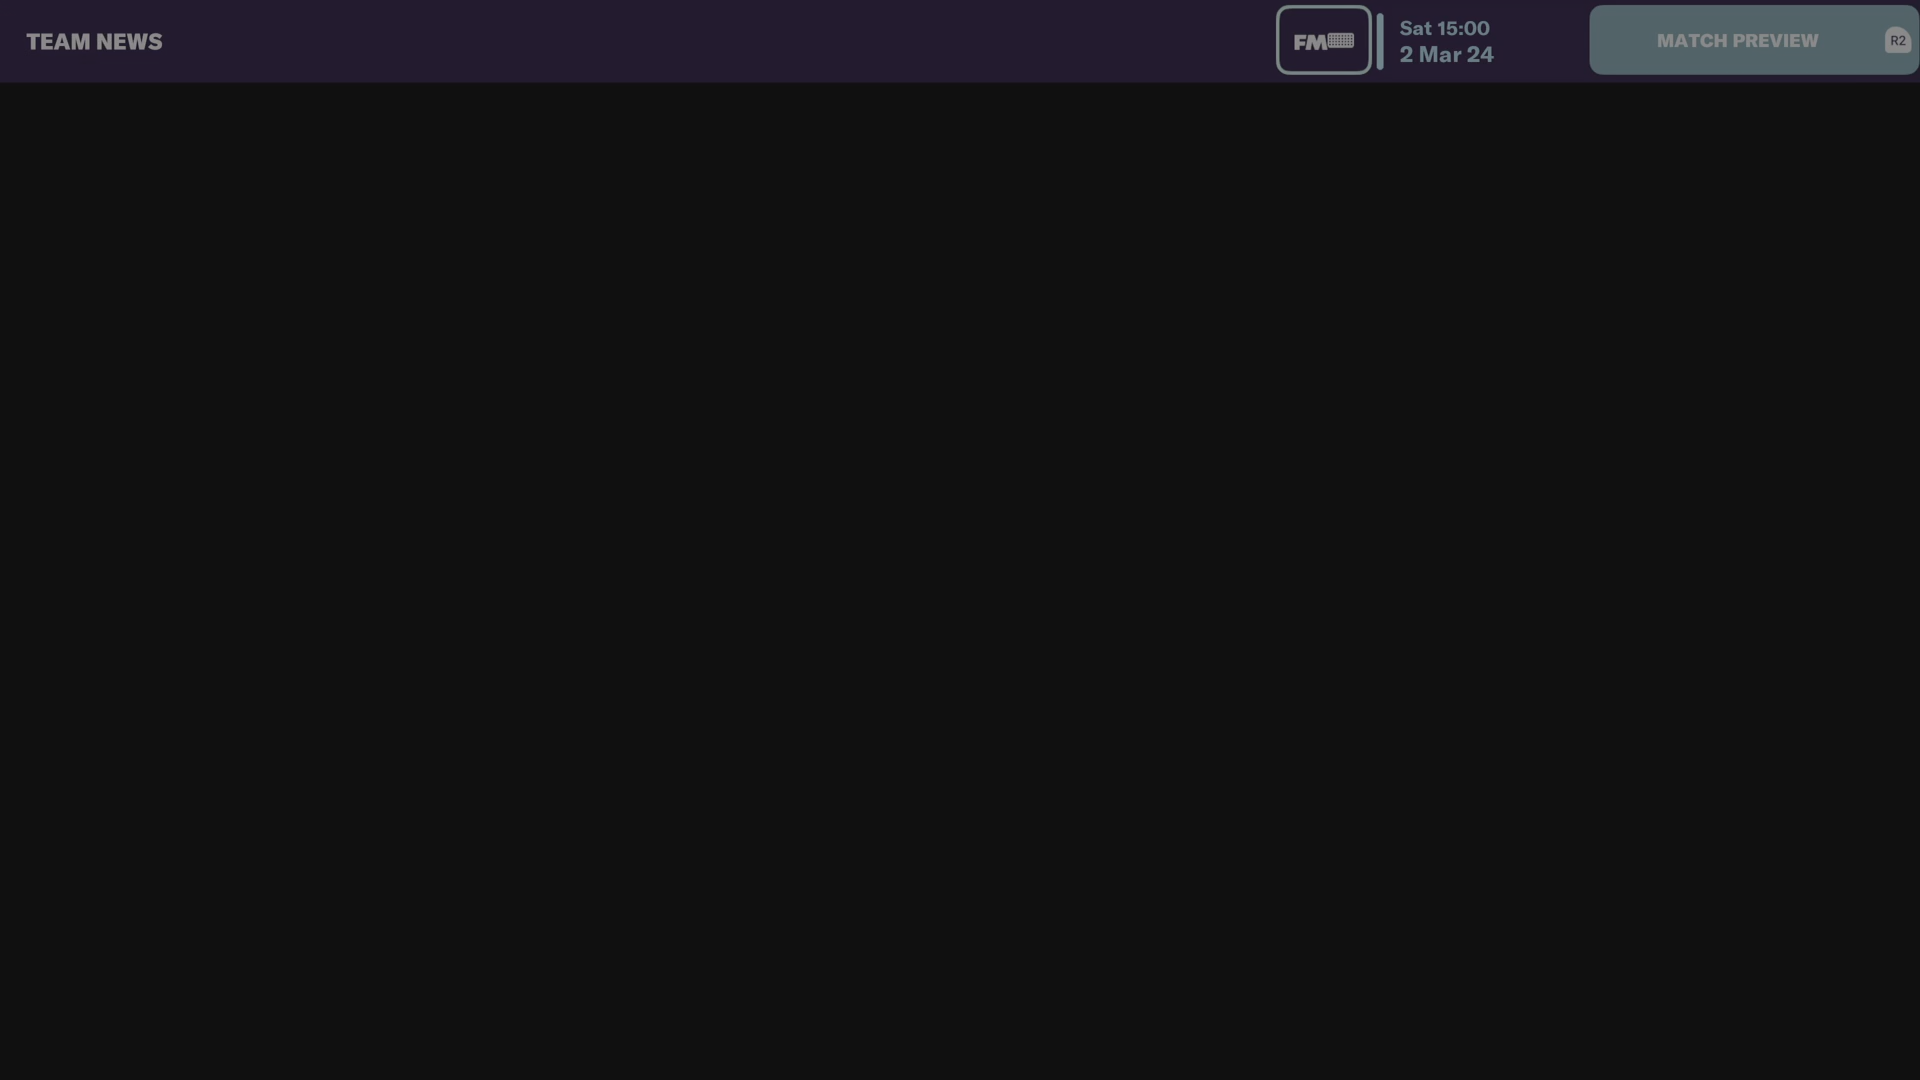 TEAM NEWS
FM
Sat 15:00
2 Mar 24
MATCH PREVIEW
R2